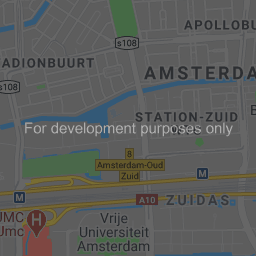 APOLLOBU
s108
ADIONBUURT
AMSTERDA
s108
STATION-ZUID
For development purposes only
8
Amsterdam-Oud
Zuid
M
M
A10
ZUIDAS
UMC
Umc
H
Vrije
Universiteit
Amsterdam